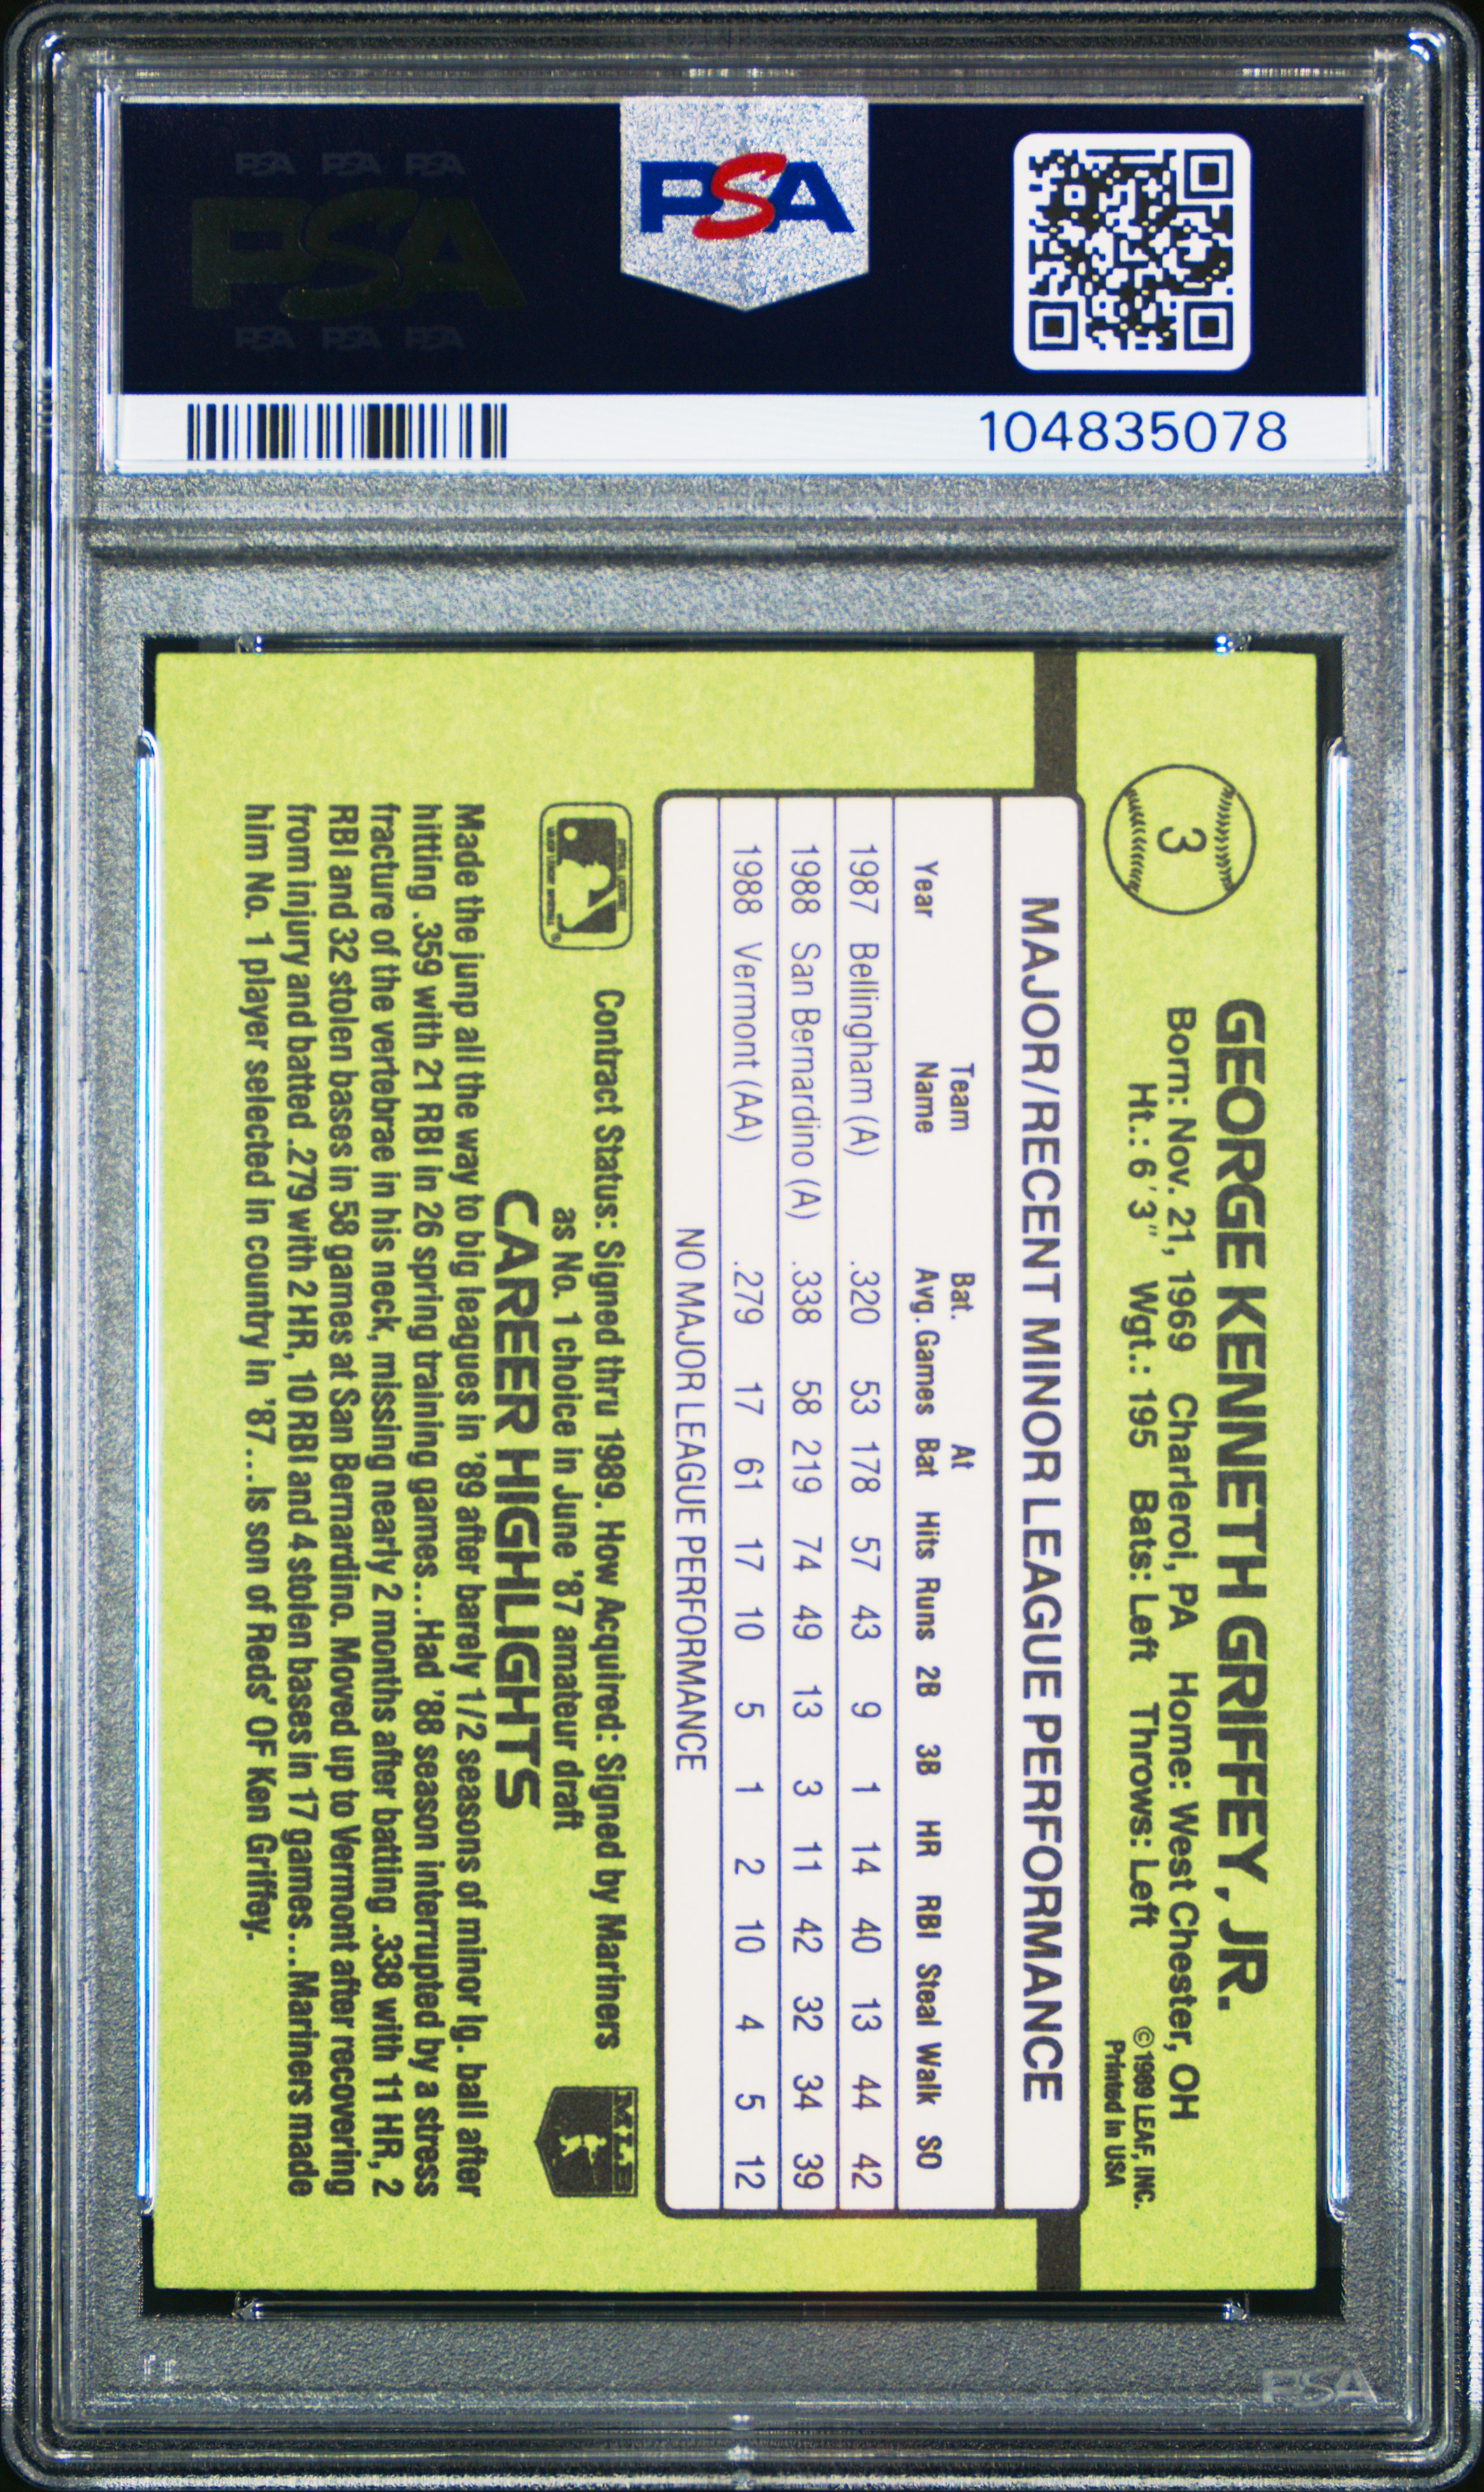 PSA PSA PSA
PSA
PSA PSA PSA
PSA
104835078
3
GEORGE KENNETH GRIFFEY, JR.
Born: Nov. 21, 1969 Charleroi, PA Home: West Chester, OH
Ht.: 6'3" Wgt.: 195 Bats: Left Throws: Left
© 1989 LEAF, INC.
Printed in USA
MAJOR/RECENT MINOR LEAGUE PERFORMANCE
Team Bat. At
Year Name Avg. Games Bat Hits Runs 2B 3B HR RBI Steal Walk SO
1987 Bellingham (A) .320 53 178 57 43 9 1 14 40 13 44 42
1988 San Bernardino (A) .338 58 219 74 49 13 3 11 42 32 34 39
1988 Vermont (AA) .279 17 61 17 10 5 1 2 10 4 5 12
NO MAJOR LEAGUE PERFORMANCE
Contract Status: Signed thru 1989. How Acquired: Signed by Mariners
as No. 1 choice in June '87 amateur draft
MLB
CAREER HIGHLIGHTS
Made the junp all the way to big leagues in '89 after barely 1/2 seasons of minor lg. ball after
hitting .359 with 21 RBI in 26 spring training games...Had '88 season interrupted by a stress
fracture of the vertebrae in his neck, missing nearly 2 months after batting .338 with 11 HR, 2
RBI and 32 stolen bases in 58 games at San Bernardino. Moved up to Vermont after recovering
from injury and batted .279 with 2 HR, 10 RBI and 4 stolen bases in 17 games...Mariners made
him No. 1 player selected in country in '87...Is son of Reds' OF Ken Griffey.
PSA